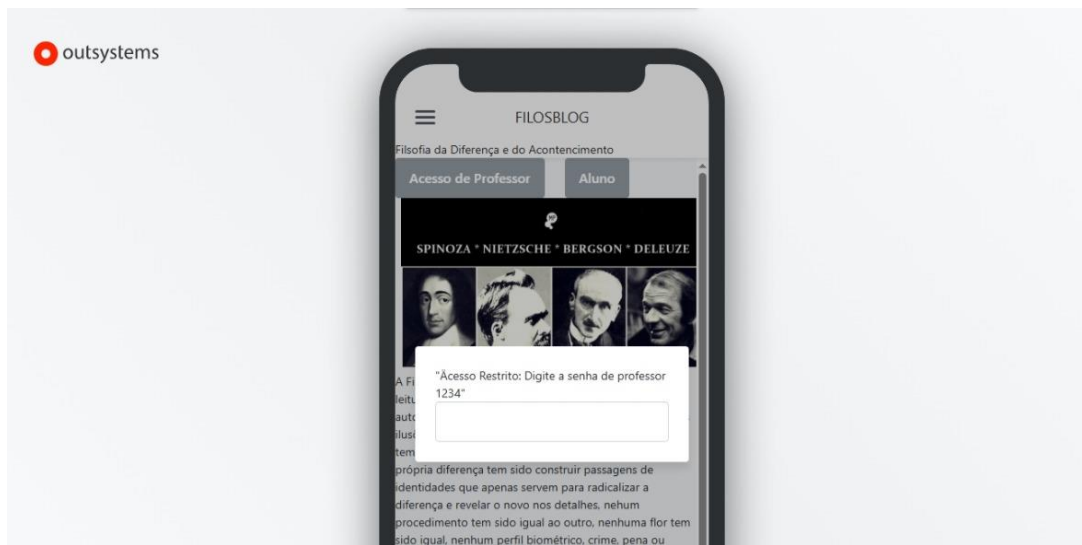 outsystems
FILOSBLOG
Filsofia da Diferença e do Acontencimento
Acesso de Professor
Aluno
SPINOZA * NIETZSCHE * BERGSON * DELEUZE
"Äcesso Restrito: Digite a senha de professor
1234"
A Fi
leitu
auto
ilusó
tem
própria diferença tem sido construir passagens de
identidades que apenas servem para radicalizar a
diferença e revelar o novo nos detalhes, nehum
procedimento tem sido igual ao outro, nenhuma flor tem
sido igual, nenhum perfil biométrico, crime, pena ou